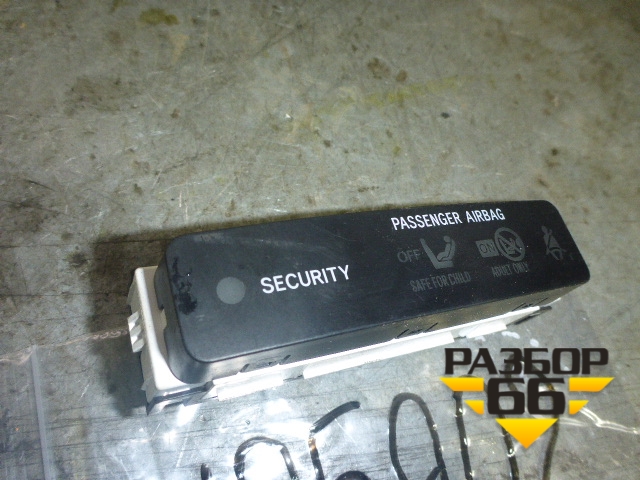 PASSENGER AIRBAG
SECURITY
OFF
ON
SAFE FOR CHILD
ADULT ONLY
РАЗБОР
66